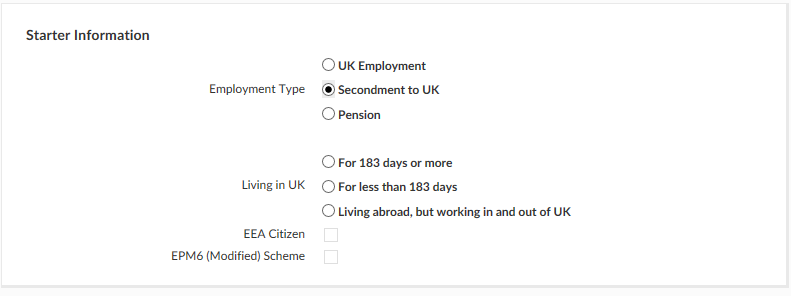 Starter Information
UK Employment
Employment Type
Secondment to UK
Pension
For 183 days or more
Living in UK
For less than 183 days
Living abroad, but working in and out of UK
EEA Citizen
EPM6 (Modified) Scheme